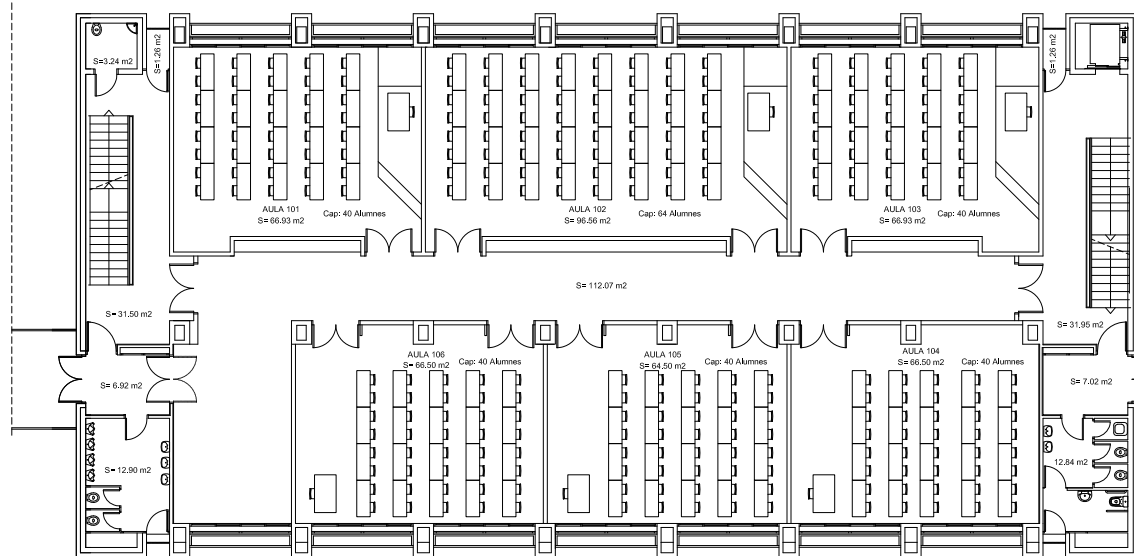 S=3.24 m2
S=1.26 m2
S=1.26 m2
AULA 101
S= 66.93 m2
Cap: 40 Alumnes
AULA 102
S= 96.56 m2
Cap: 64 Alumnes
AULA 103
S= 66.93 m2
Cap: 40 Alumnes
S= 112.07 m2
S= 31.50 m2
S= 31.95 m2
AULA 106
S= 66.50 m2
Cap: 40 Alumnes
AULA 105
S= 64.50 m2
Cap: 40 Alumnes
AULA 104
S= 66.50 m2
Cap: 40 Alumnes
S= 6.92 m2
S= 7.02 m2
S= 12.90 m2
12.84 m2